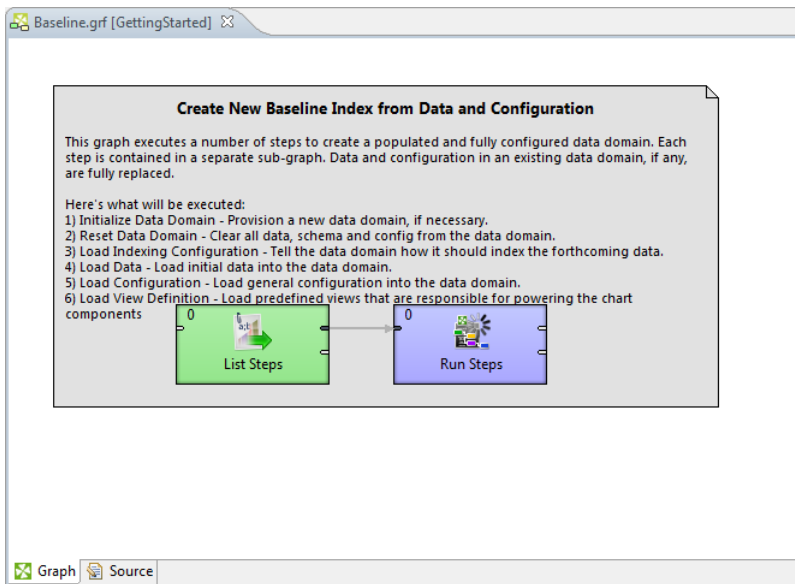 Baseline.grf [GettingStarted]
Create New Baseline Index from Data and Configuration
This graph executes a number of steps to create a populated and fully configured data domain. Each
step is contained in a separate sub-graph. Data and configuration in an existing data domain, if any,
are fully replaced.
Here's what will be executed:
1) Initialize Data Domain - Provision a new data domain, if necessary.
2) Reset Data Domain - Clear all data, schema and config from the data domain.
3) Load Indexing Configuration - Tell the data domain how it should index the forthcoming data.
4) Load Data - Load initial data into the data domain.
5) Load Configuration - Load general configuration into the data domain.
6) Load View Definition - Load predefined views that are responsible for powering the chart
components
0
a;b
List Steps
0
Run Steps
Graph
Source